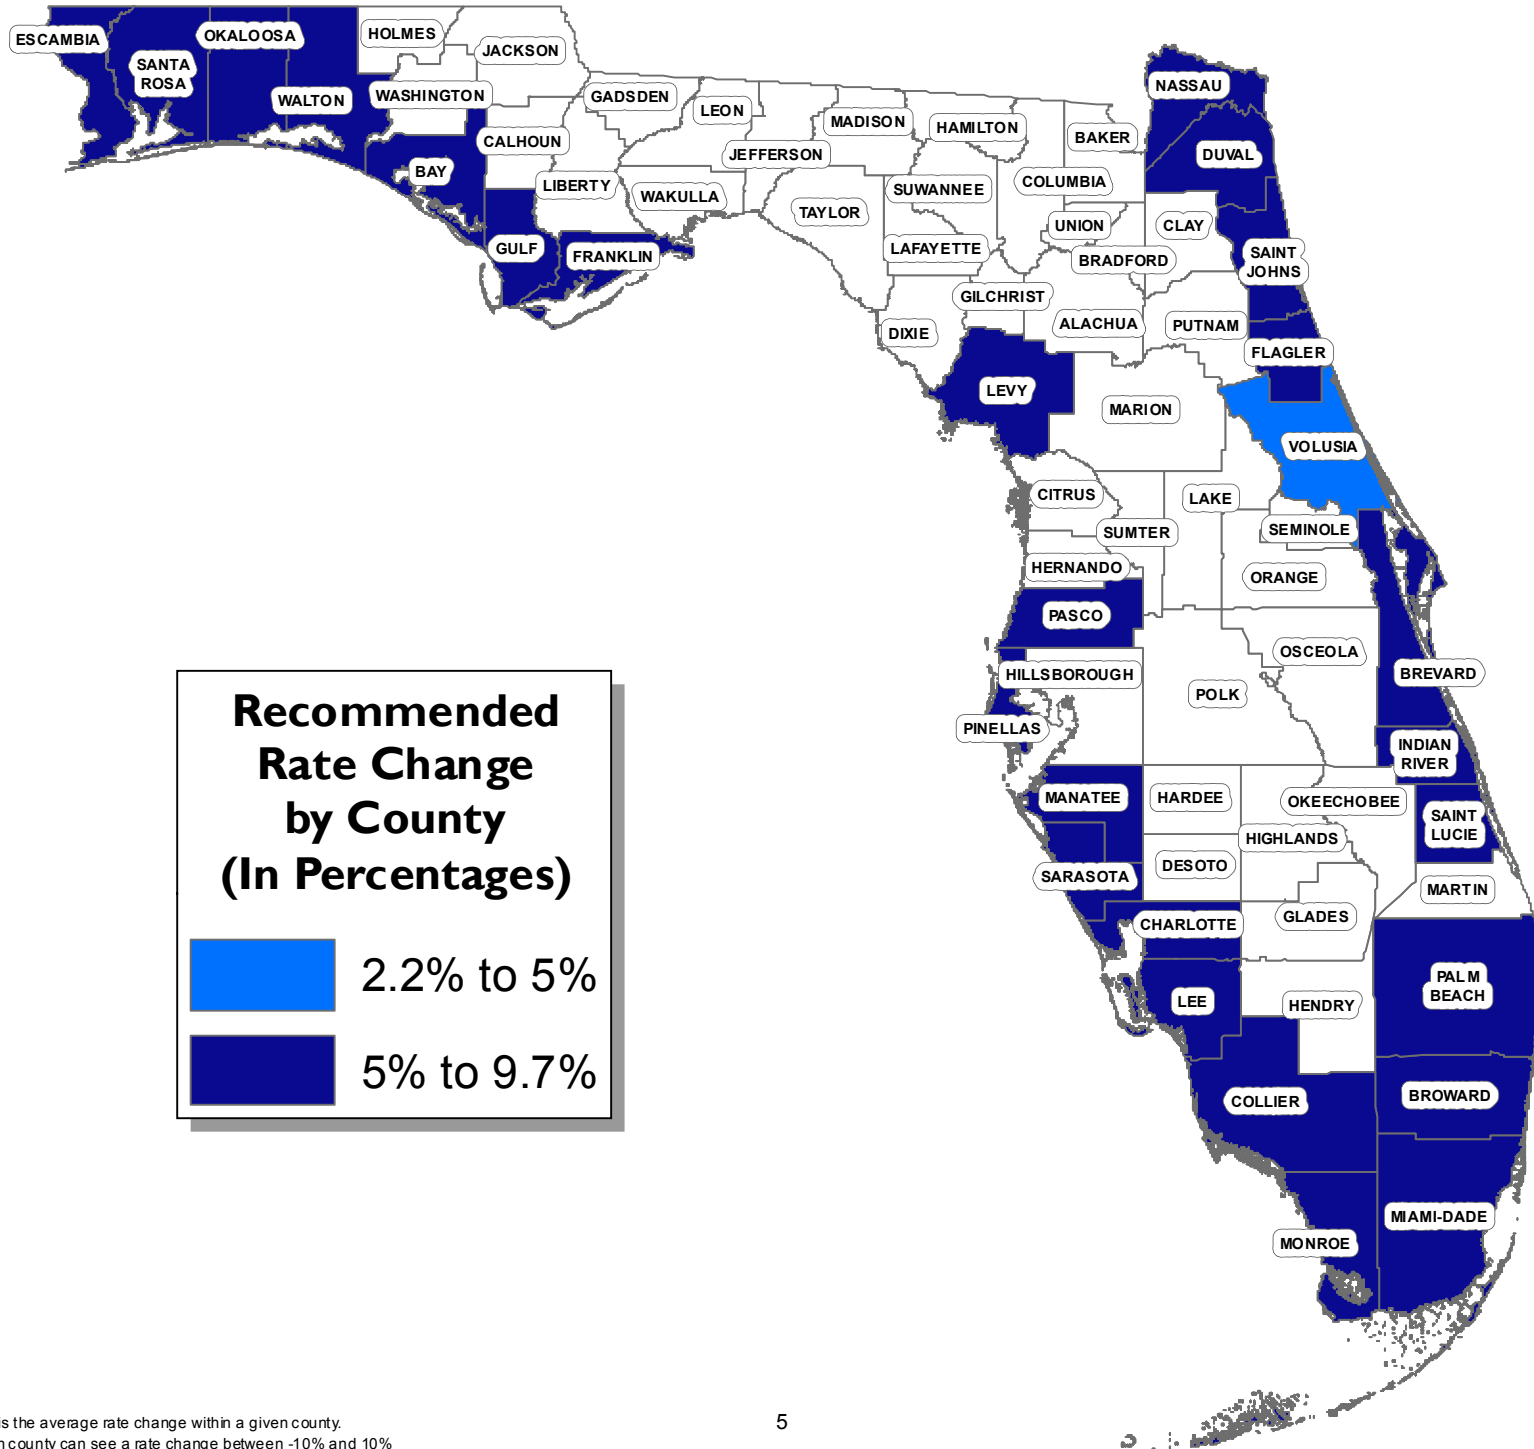 ESCAMBIA
SANTA
ROSA
OKALOOSA
WALTON
HOLMES
JACKSON
WASHINGTON
BAY
CALHOUN
GULF
GADSDEN
LIBERTY
FRANKLIN
LEON
WAKULLA
JEFFERSON
MADISON
TAYLOR
HAMILTON
SUWANNEE
LAFAYETTE
COLUMBIA
BAKER
UNION
BRADFORD
NASSAU
DUVAL
CLAY
SAINT
JOHNS
GILCHRIST
DIXIE
ALACHUA
PUTNAM
FLAGLER
LEVY
MARION
VOLUSIA
CITRUS
SUMTER
LAKE
SEMINOLE
HERNANDO
ORANGE
PASCO
OSCEOLA
HILLSBOROUGH
POLK
BREVARD
PINELLAS
INDIAN
RIVER
MANATEE
HARDEE
OKEECHOBEE
SAINT
LUCIE
HIGHLANDS
DESOTO
SARASOTA
MARTIN
CHARLOTTE
GLADES
LEE
HENDRY
PALM
BEACH
COLLIER
BROWARD
MIAMI-DADE
MONROE
Recommended
Rate Change
by County
(In Percentages)
2.2% to 5%
5% to 9.7%
is the average rate change within a given county.
county can see a rate change between -10% and 10%
5